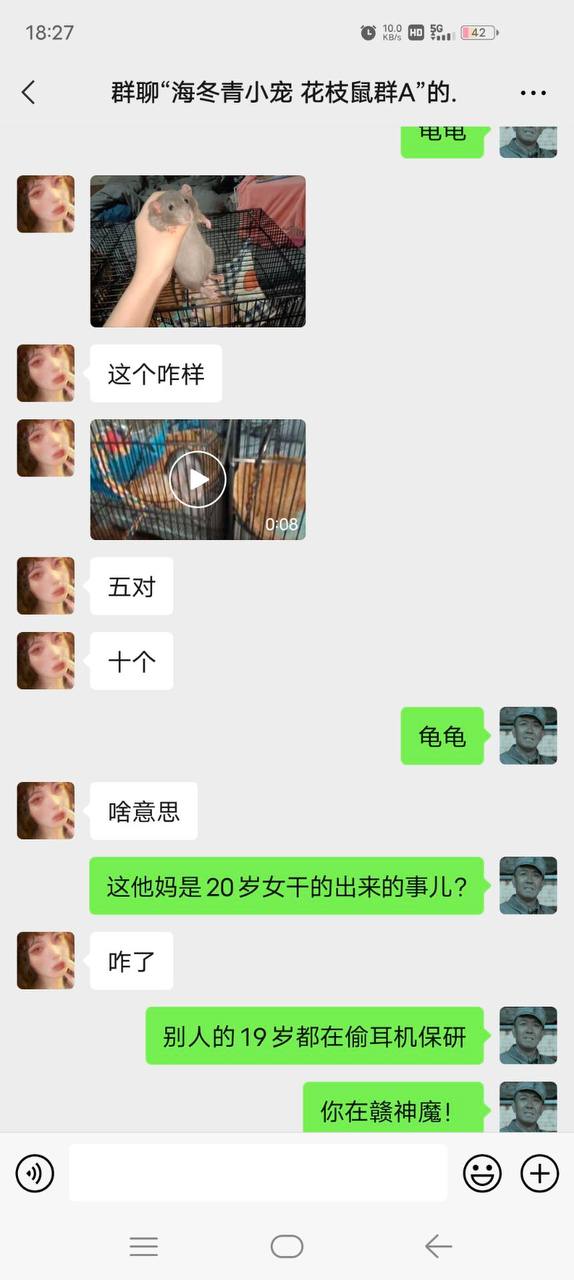 18:27
10.0
KB/s
HD
5G
42
群聊“海冬青小宠 花枝鼠群A”的.
龟龟
这个咋样
0:08
五对
十个
龟龟
啥意思
这他妈是20岁女干的出来的事儿?
咋了
别人的19岁都在偷耳机保研
你在赣神魔!